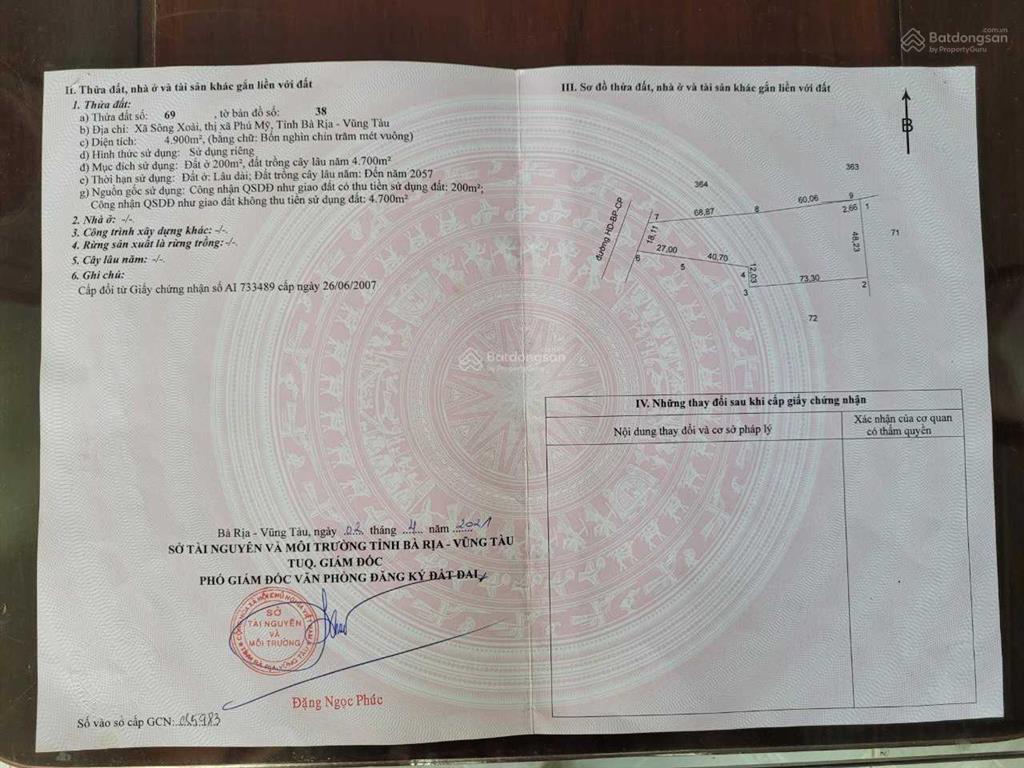 Batdongsan.com.vn
by PropertyGuru
II. Thửa đất, nhà ở và tài sản khác gắn liền với đất
1. Thửa đất:
a) Thửa đất số: 69 , tờ bản đồ số: 38
b) Địa chỉ: Xã Sông Xoài, thị xã Phú Mỹ, Tỉnh Bà Rịa - Vũng Tàu
c) Diện tích: 4.900m², (bằng chữ: Bốn nghìn chín trăm mét vuông)
d) Hình thức sử dụng: Sử dụng riêng
đ) Mục đích sử dụng: Đất ở 200m², đất trồng cây lâu năm 4.700m²
e) Thời hạn sử dụng: Đất ở: Lâu dài; Đất trồng cây lâu năm: Đến năm 2057
g) Nguồn gốc sử dụng: Công nhận QSDĐ như giao đất có thu tiền sử dụng đất: 200m²;
Công nhận QSDĐ như giao đất không thu tiền sử dụng đất: 4.700m²
2. Nhà ở: -/-.
3. Công trình xây dựng khác: -/-.
4. Rừng sản xuất là rừng trồng: -/-.
5. Cây lâu năm: -/-.
6. Ghi chú:
Cấp đổi từ Giấy chứng nhận số AI 733489 cấp ngày 26/06/2007
Bà Rịa - Vũng Tàu, ngày 02 tháng 4 năm 2021
SỞ TÀI NGUYÊN VÀ MÔI TRƯỜNG TỈNH BÀ RỊA - VŨNG TÀU
TUQ. GIÁM ĐỐC
PHÓ GIÁM ĐỐC VĂN PHÒNG ĐĂNG KÝ ĐẤT ĐAI
SỞ
TÀI NGUYÊN
VÀ
MÔI TRƯỜNG
Đặng Ngọc Phúc
Số vào sổ cấp GCN:
III. Sơ đồ thửa đất, nhà ở và tài sản khác gắn liền với đất
B
363
364
đường HD-BP-CP
7
68,87
8
60,06
9
2,66
1
71
18,11
48,23
6
27,00
5
40,70
4
12,03
3
73,30
2
72
Batdongsan
by PropertyGuru
IV. Những thay đổi sau khi cấp giấy chứng nhận
Nội dung thay đổi và cơ sở pháp lý
Xác nhận của cơ quan
có thẩm quyền